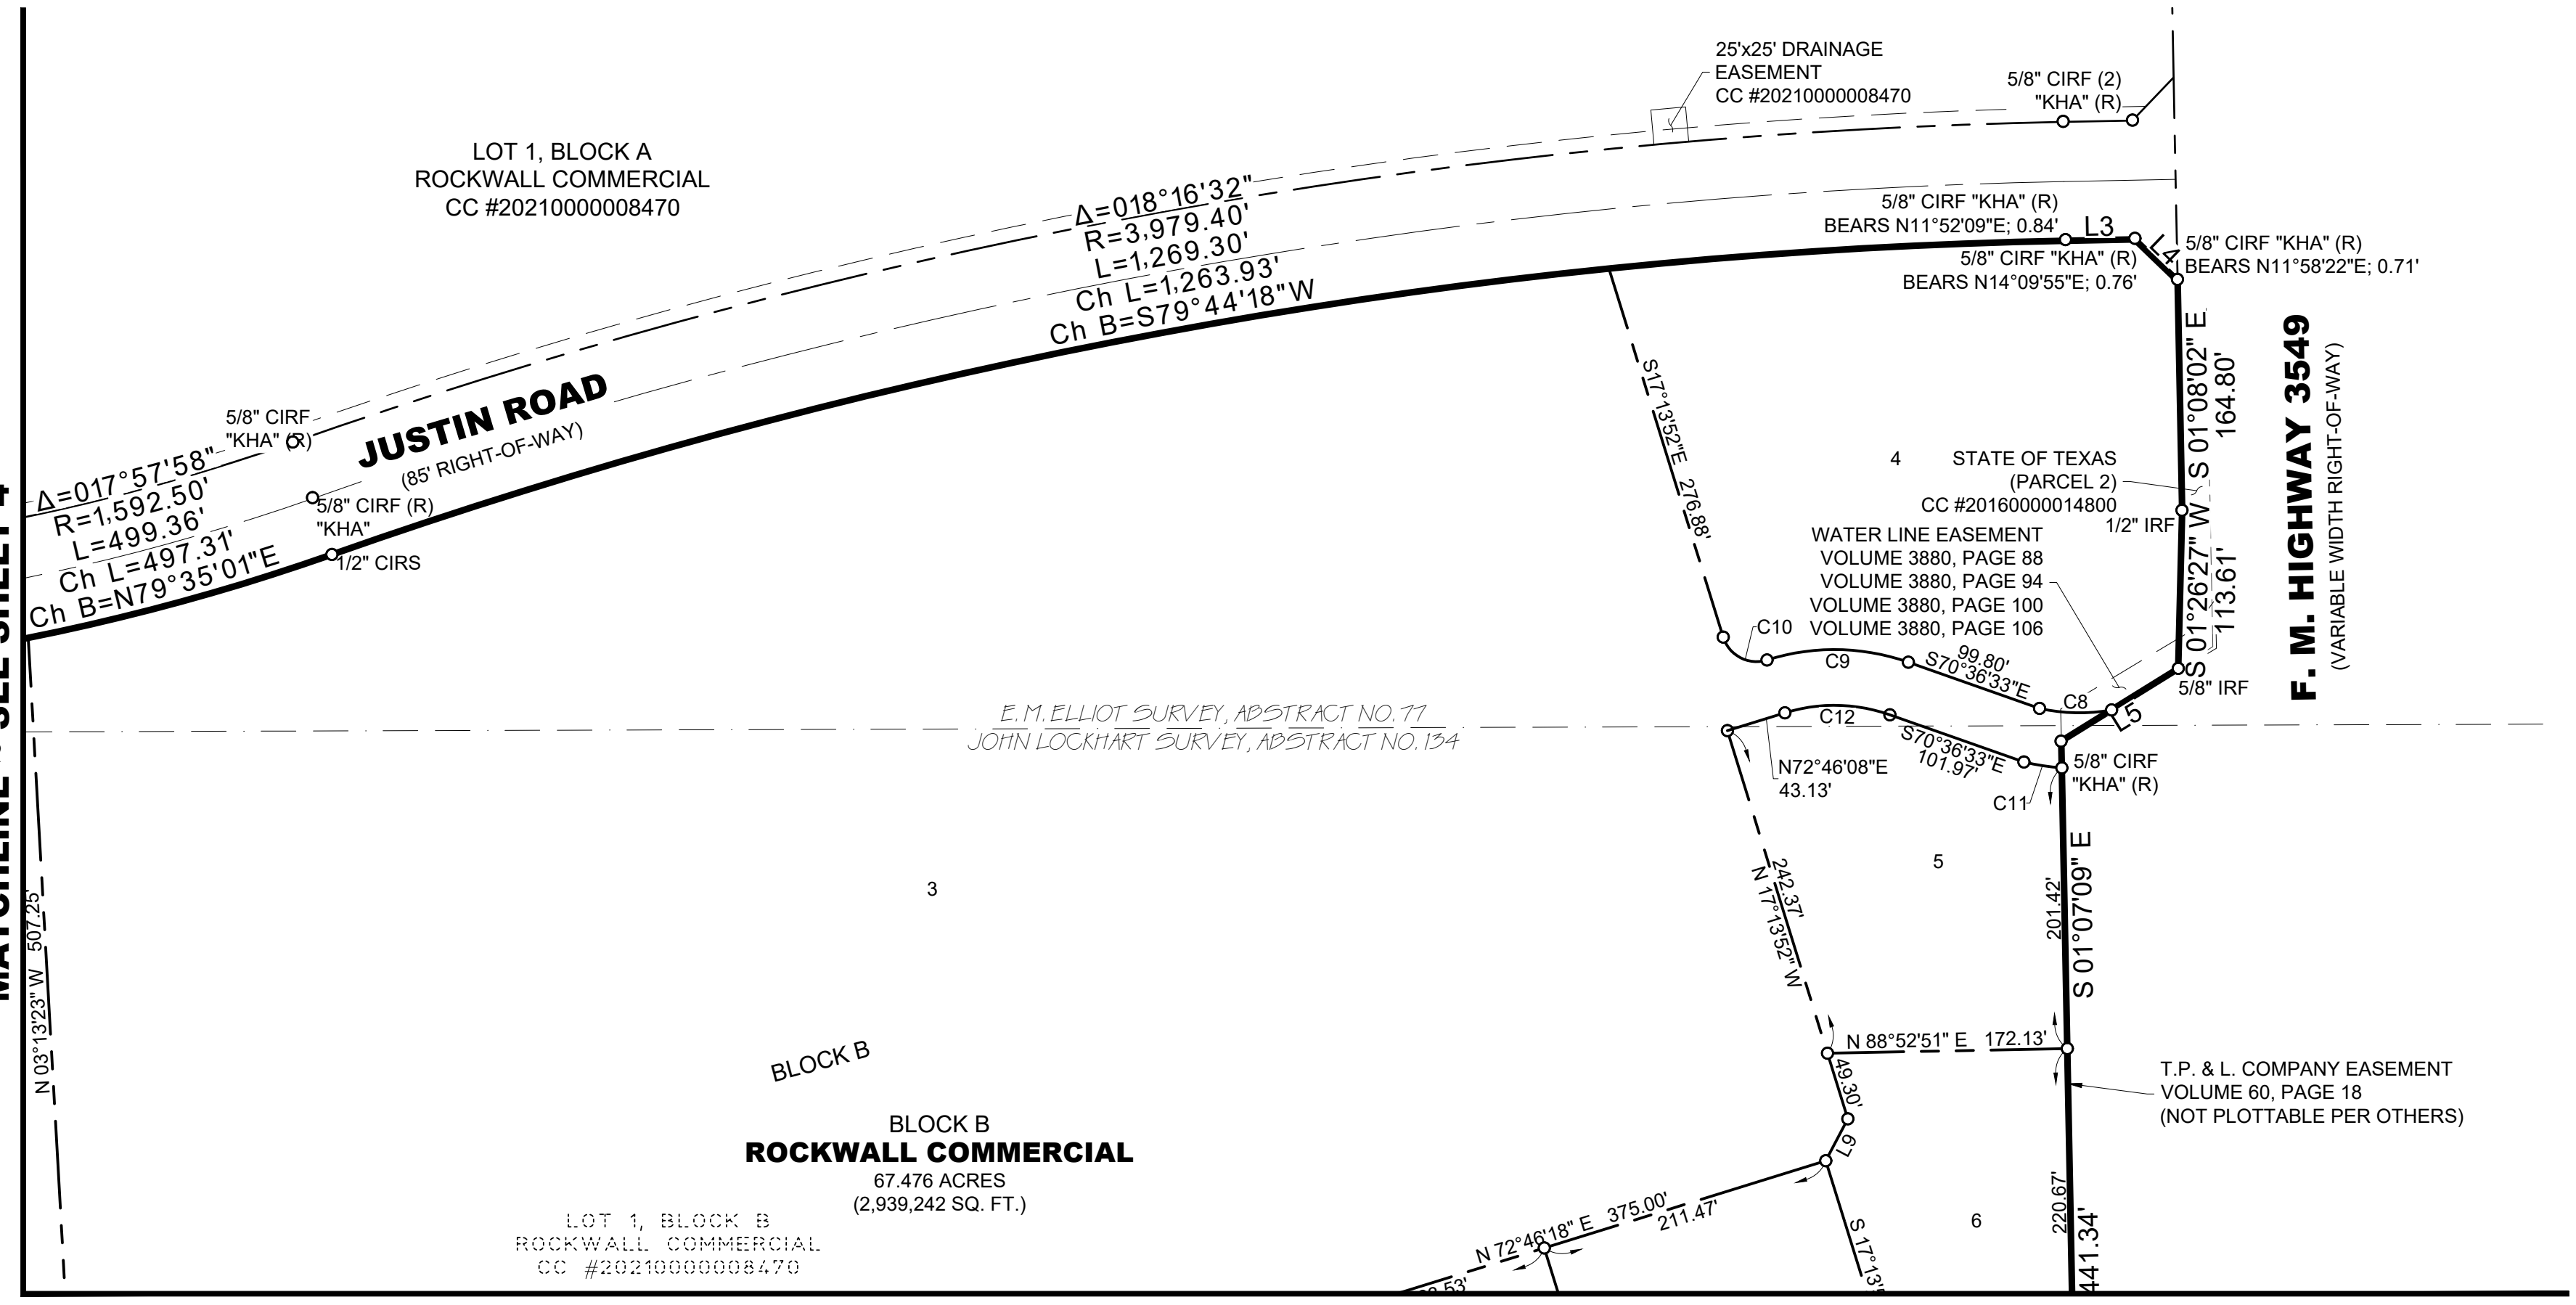 25'x25' DRAINAGE
EASEMENT
CC #20210000008470
5/8" CIRF (2)
"KHA" (R)
LOT 1, BLOCK A
ROCKWALL COMMERCIAL
CC #20210000008470
Δ=018°16'32"
R=3,979.40'
L=1,269.30'
Ch L=1,263.93'
Ch B=S79°44'18"W
5/8" CIRF "KHA" (R)
BEARS N11°52'09"E; 0.84'
L3
L4
5/8" CIRF "KHA" (R)
BEARS N11°58'22"E; 0.71'
5/8" CIRF "KHA" (R)
BEARS N14°09'55"E; 0.76'
S 01°08'02" E
164.80'
F. M. HIGHWAY 3549
(VARIABLE WIDTH RIGHT-OF-WAY)
JUSTIN ROAD
(85' RIGHT-OF-WAY)
5/8" CIRF
"KHA" (R)
5/8" CIRF (R)
"KHA"
1/2" CIRS
Δ=017°57'58"
R=1,592.50'
L=499.36'
Ch L=497.31'
Ch B=N79°35'01"E
S17°13'52"E 276.88'
4
STATE OF TEXAS
(PARCEL 2)
CC #20160000014800
1/2" IRF
WATER LINE EASEMENT
VOLUME 3880, PAGE 88
VOLUME 3880, PAGE 94
VOLUME 3880, PAGE 100
VOLUME 3880, PAGE 106
S 01°26'27" W
113.61'
C10
C9
99.80'
S70°36'33"E
C8
L5
5/8" IRF
E. M. ELLIOT SURVEY, ABSTRACT NO. 77
JOHN LOCKHART SURVEY, ABSTRACT NO. 134
C12
S70°36'33"E
101.97'
N72°46'08"E
43.13'
C11
5/8" CIRF
"KHA" (R)
3
5
242.37'
N 17°13'52" W
201.42'
S 01°07'09" E
N 03°13'23" W 507.25'
N 88°52'51" E 172.13'
49.30'
L9
T.P. & L. COMPANY EASEMENT
VOLUME 60, PAGE 18
(NOT PLOTTABLE PER OTHERS)
BLOCK B
BLOCK B
ROCKWALL COMMERCIAL
67.476 ACRES
(2,939,242 SQ. FT.)
LOT 1, BLOCK B
ROCKWALL COMMERCIAL
CC #20210000008470
N 72°46'18" E 375.00'
211.47'
S 17°13'
6
220.67'
441.34'